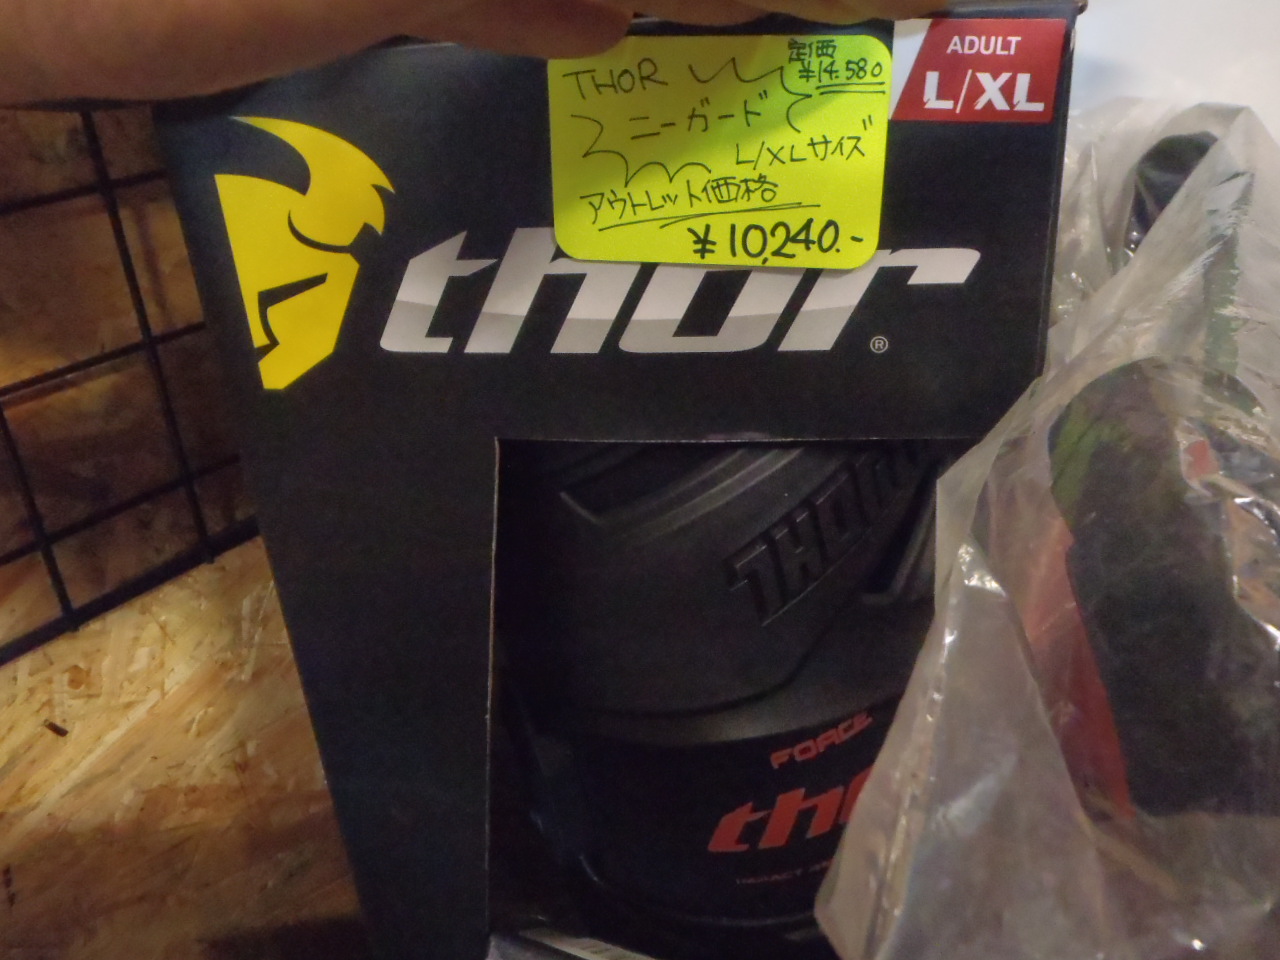 定価
THOR ¥14,580
ニーガード
L/XLサイズ
アウトレット価格
¥10,240.-
ADULT
L/XL
thor®
THOR
FORCE